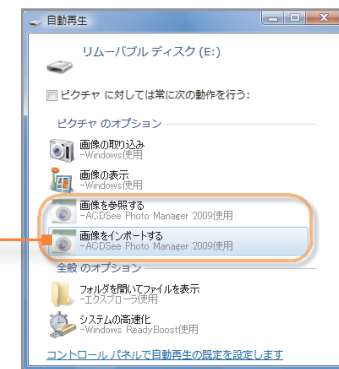 自動再生
リムーバブル ディスク (E:)
ピクチャ に対しては常に次の動作を行う:
ピクチャ のオプション
画像の取り込み
-Windows使用
画像の表示
-Windows使用
画像を参照する
-ACDSee Photo Manager 2009使用
画像をインポートする
-ACDSee Photo Manager 2009使用
全般 のオプション
フォルダを開いてファイルを表示
-エクスプローラ使用
システムの高速化
-Windows ReadyBoost使用
コントロール パネルで自動再生の既定を設定します